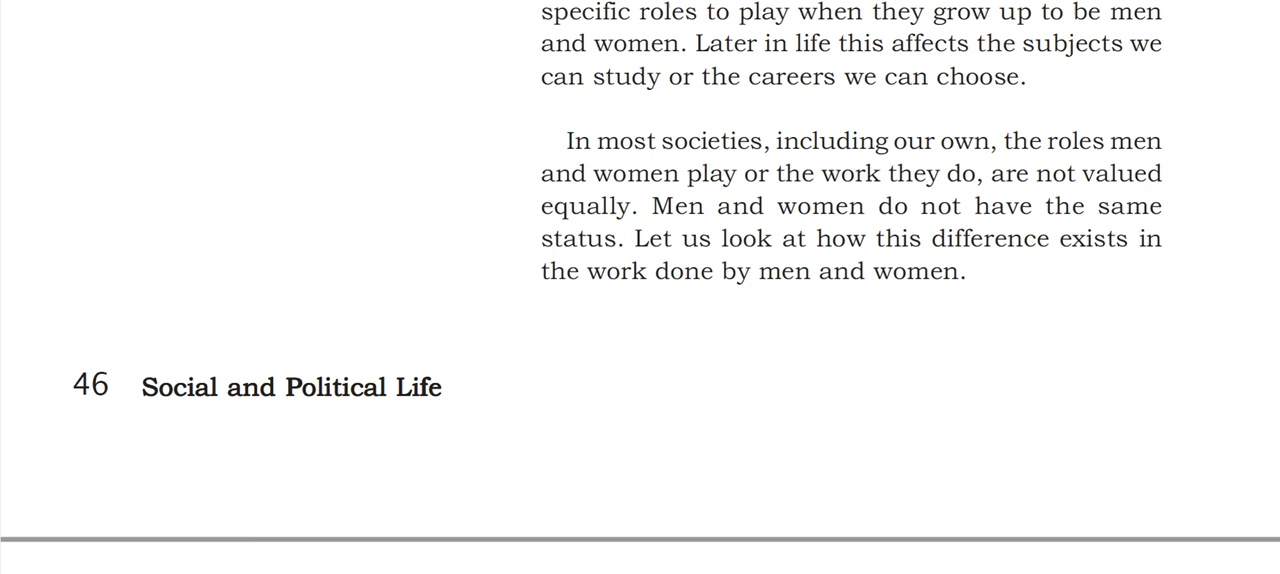 specific roles to play when they grow up to be men
and women. Later in life this affects the subjects we
can study or the careers we can choose.
In most societies, including our own, the roles men
and women play or the work they do, are not valued
equally. Men and women do not have the same
status. Let us look at how this difference exists in
the work done by men and women.
46 Social and Political Life